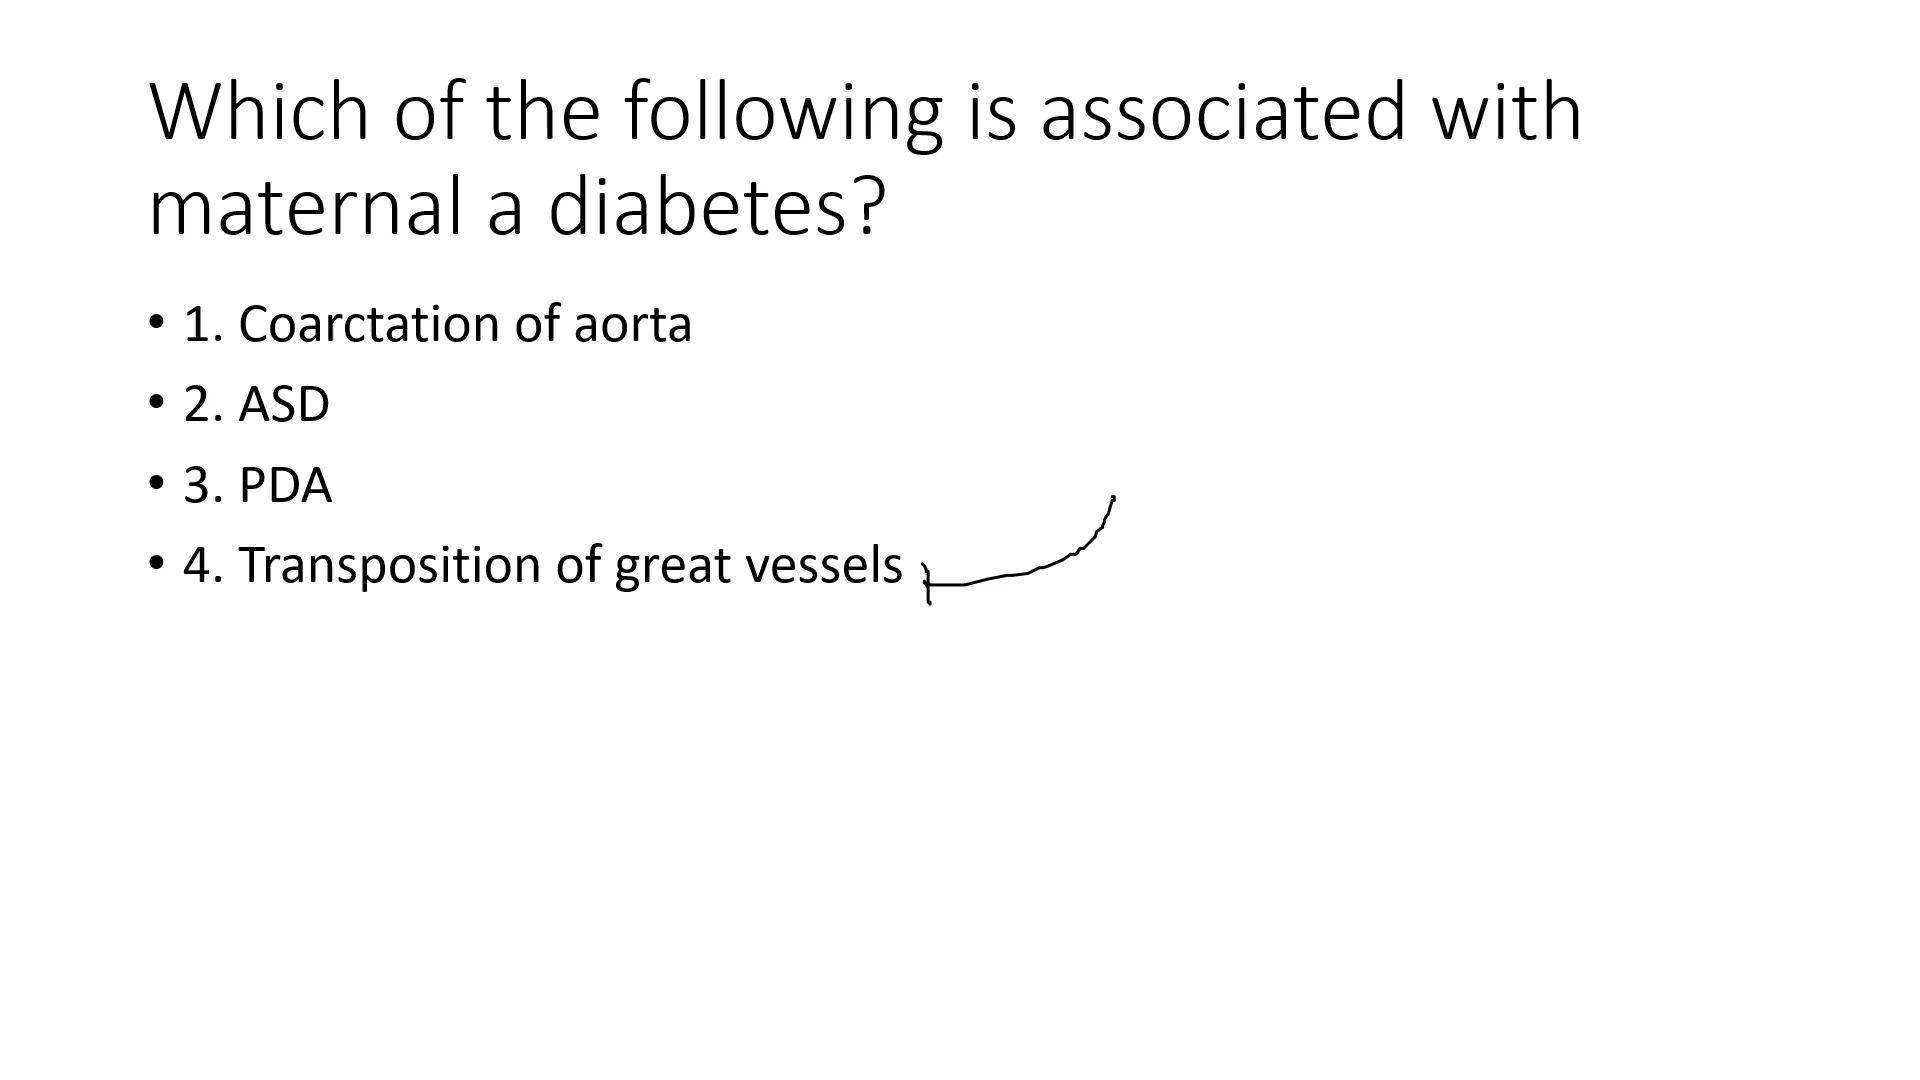 Which of the following is associated with
maternal a diabetes?
• 1. Coarctation of aorta
• 2. ASD
• 3. PDA
• 4. Transposition of great vessels